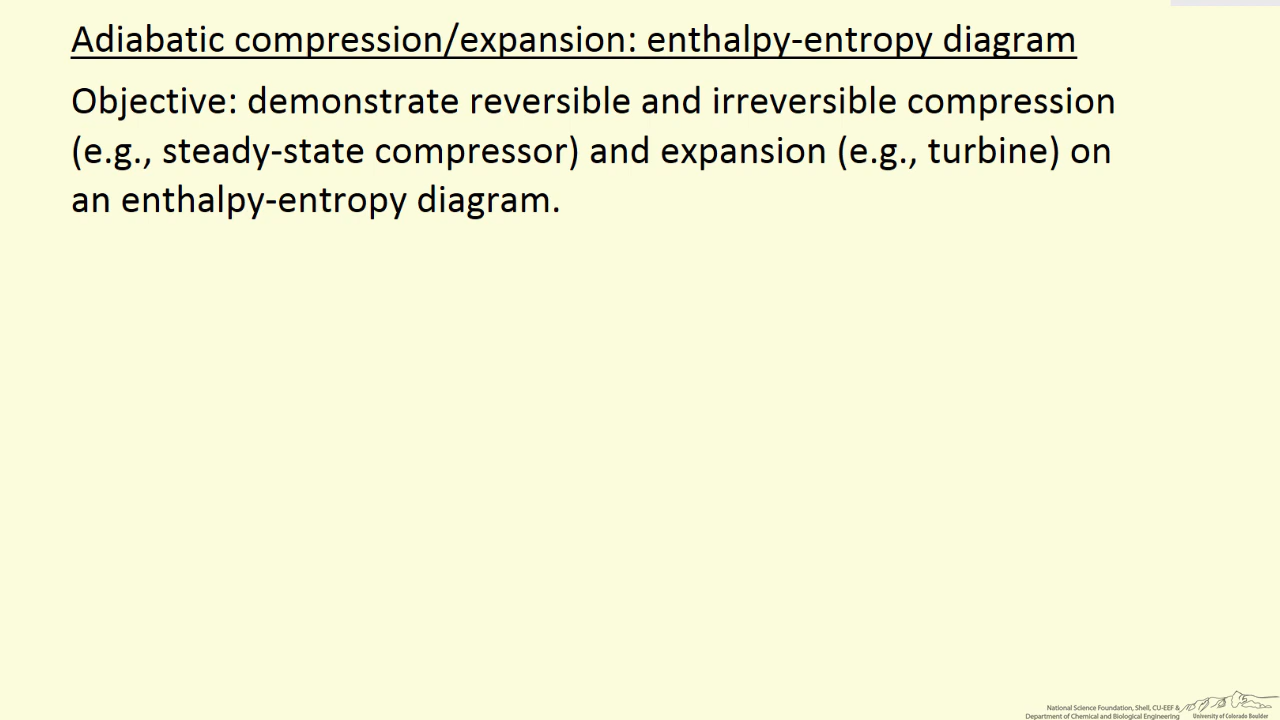 Adiabatic compression/expansion: enthalpy-entropy diagram
Objective: demonstrate reversible and irreversible compression
(e.g., steady-state compressor) and expansion (e.g., turbine) on
an enthalpy-entropy diagram.
National Science Foundation, Shell, CU-EEF &
Department of Chemical and Biological Engineering
University of Colorado Boulder